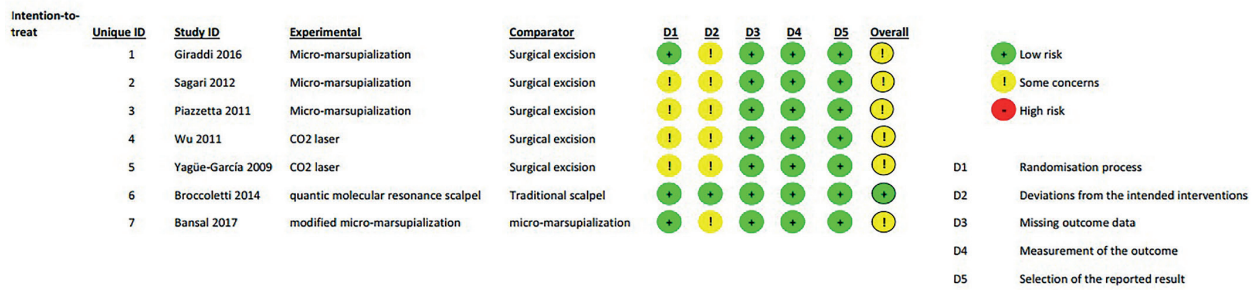 Intention-to-
treat
Unique ID Study ID Experimental Comparator D1 D2 D3 D4 D5 Overall
1 Giraddi 2016 Micro-marsupialization Surgical excision + ! + + + ! + Low risk
2 Sagari 2012 Micro-marsupialization Surgical excision ! ! + + + ! ! Some concerns
3 Piazzetta 2011 Micro-marsupialization Surgical excision ! ! + + + ! - High risk
4 Wu 2011 CO2 laser Surgical excision ! ! + + + !
5 Yagüe-García 2009 CO2 laser Surgical excision ! ! + + + ! D1 Randomisation process
6 Broccoletti 2014 quantic molecular resonance scalpel Traditional scalpel + + + + + + D2 Deviations from the intended interventions
7 Bansal 2017 modified micro-marsupialization micro-marsupialization + ! + + + ! D3 Missing outcome data
D4 Measurement of the outcome
D5 Selection of the reported result